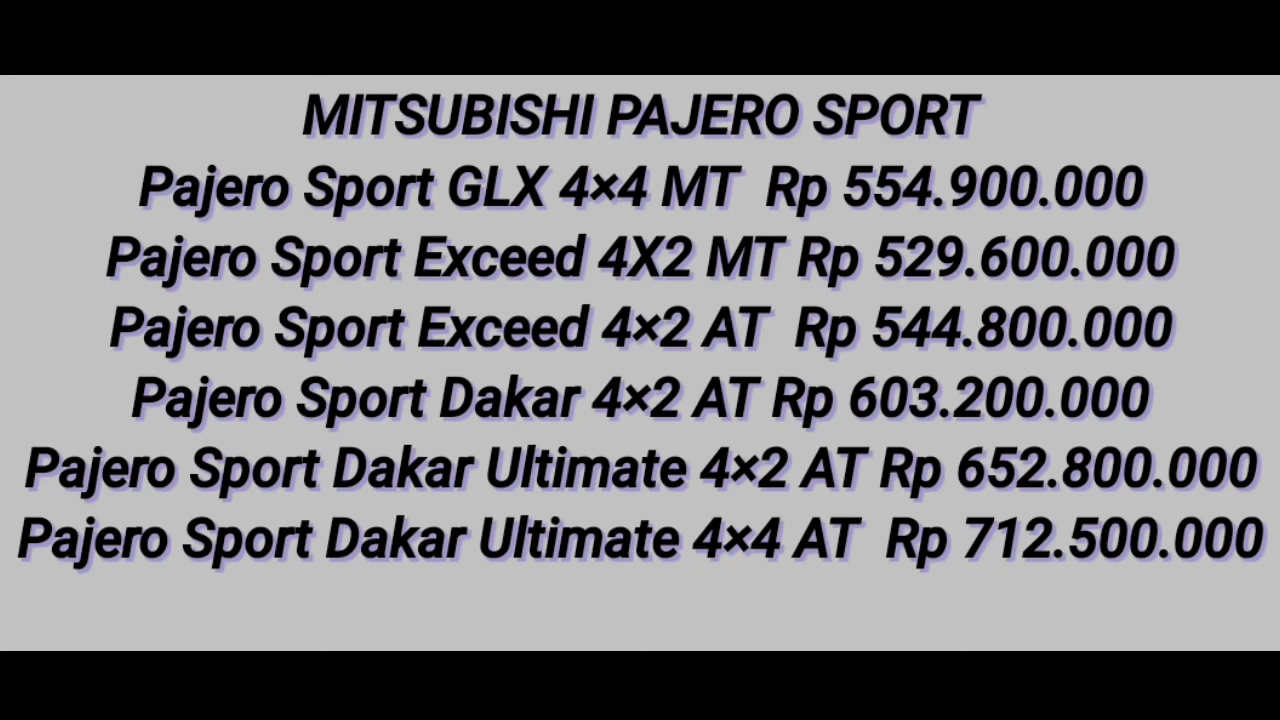 MITSUBISHI PAJERO SPORT
Pajero Sport GLX 4×4 MT Rp 554.900.000
Pajero Sport Exceed 4X2 MT Rp 529.600.000
Pajero Sport Exceed 4×2 AT Rp 544.800.000
Pajero Sport Dakar 4×2 AT Rp 603.200.000
Pajero Sport Dakar Ultimate 4×2 AT Rp 652.800.000
Pajero Sport Dakar Ultimate 4×4 AT Rp 712.500.000